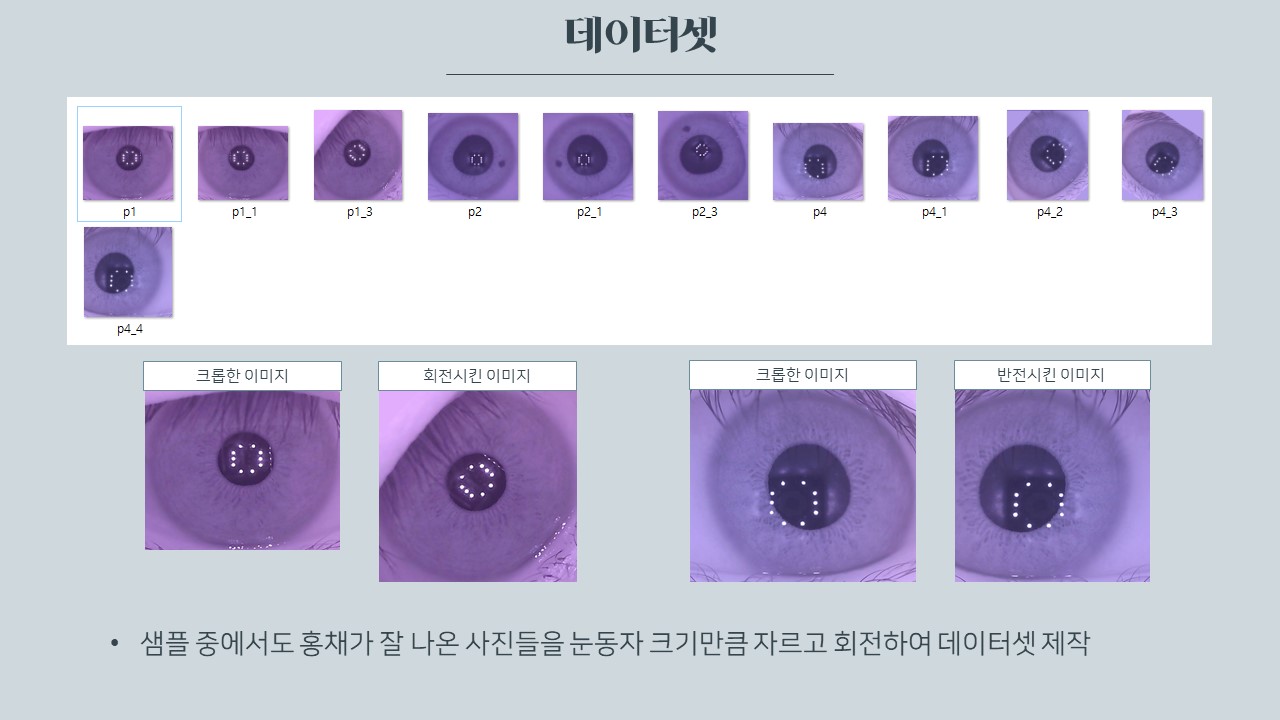 데이터셋
p1
p1_1
p1_3
p2
p2_1
p2_3
p4
p4_1
p4_2
p4_3
p4_4
크롭한 이미지
회전시킨 이미지
크롭한 이미지
반전시킨 이미지
• 샘플 중에서도 홍채가 잘 나온 사진들을 눈동자 크기만큼 자르고 회전하여 데이터셋 제작